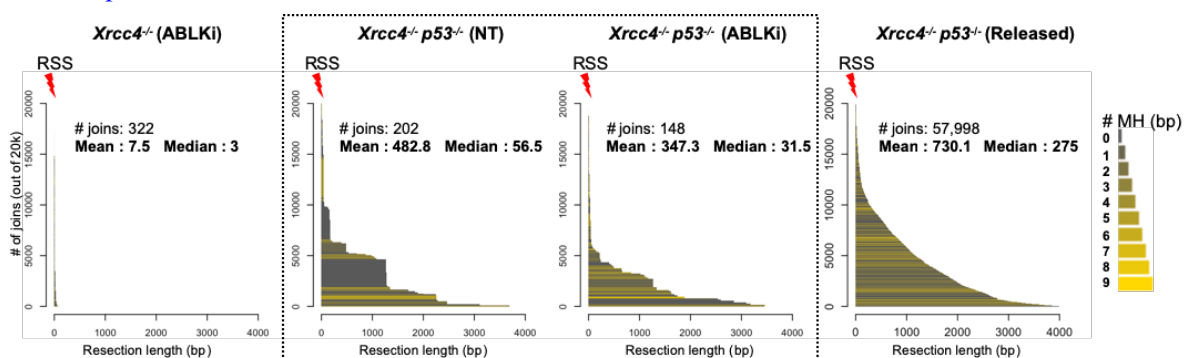 Xrcc4-/- (ABLKi)
Xrcc4-/- p53-/- (NT)
Xrcc4-/- p53-/- (ABLKi)
Xrcc4-/- p53-/- (Released)
RSS
RSS
RSS
RSS
# of joins (out of 20k)
20000
15000
10000
5000
0
# joins: 322
Mean : 7.5 Median : 3
0 1000 2000 3000 4000
Resection length (bp)
20000
15000
10000
5000
0
# joins: 202
Mean : 482.8 Median : 56.5
0 1000 2000 3000 4000
Resection length (bp)
20000
15000
10000
5000
0
# joins: 148
Mean : 347.3 Median : 31.5
0 1000 2000 3000 4000
Resection length (bp)
20000
15000
10000
5000
0
# joins: 57,998
Mean : 730.1 Median : 275
0 1000 2000 3000 4000
Resection length (bp)
# MH (bp)
0
1
2
3
4
5
6
7
8
9